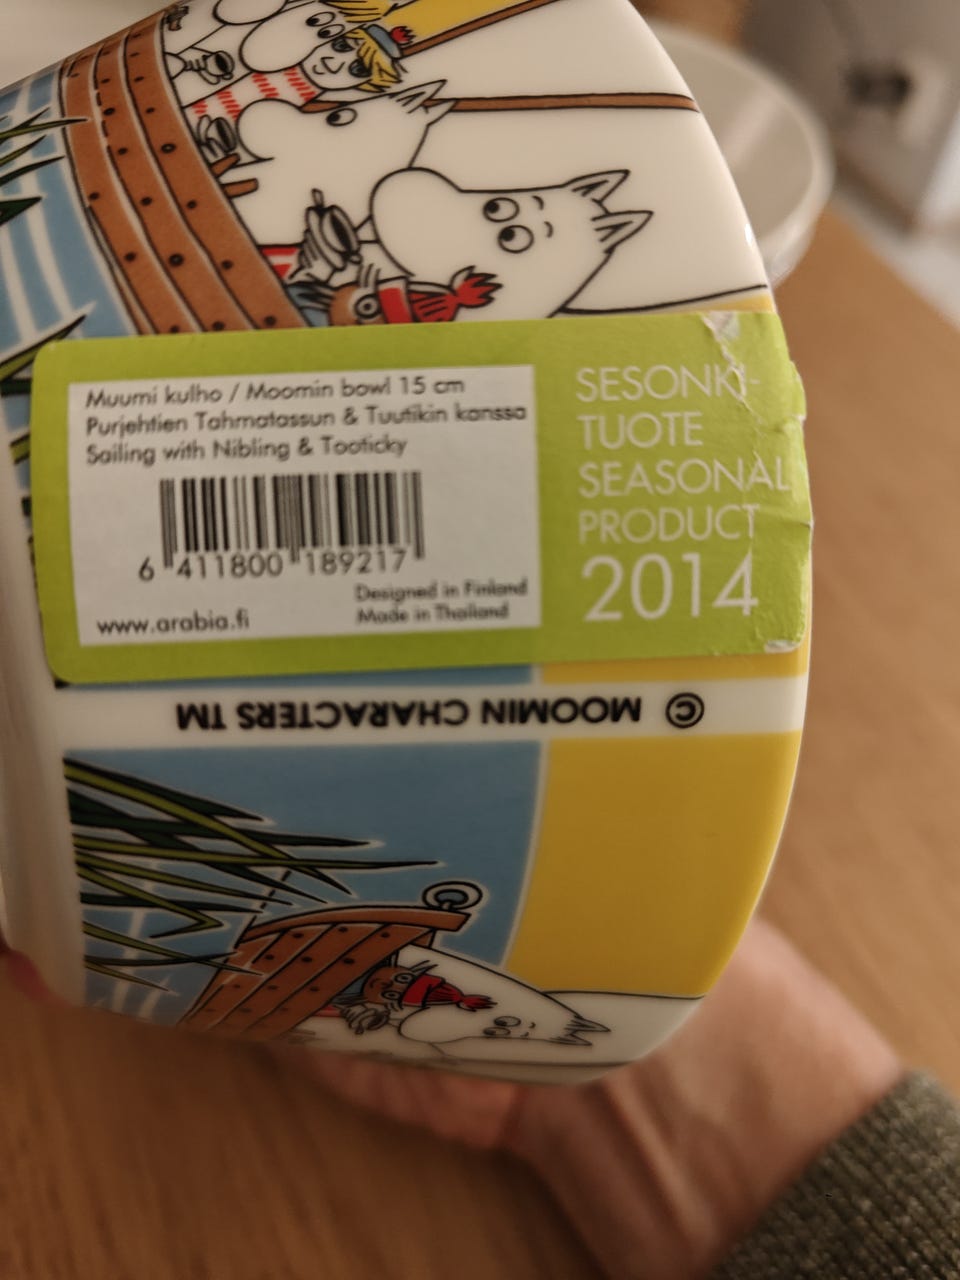 Muumi kulho / Moomin bowl 15 cm
Purjehtien Tahmatassun & Tuutikin kanssa
Sailing with Nibling & Tooticky
6 411800 189217
Designed in Finland
Made in Thailand
www.arabia.fi
SESONKI-
TUOTE
SEASONAL
PRODUCT
2014
© MOOMIN CHARACTERS TM